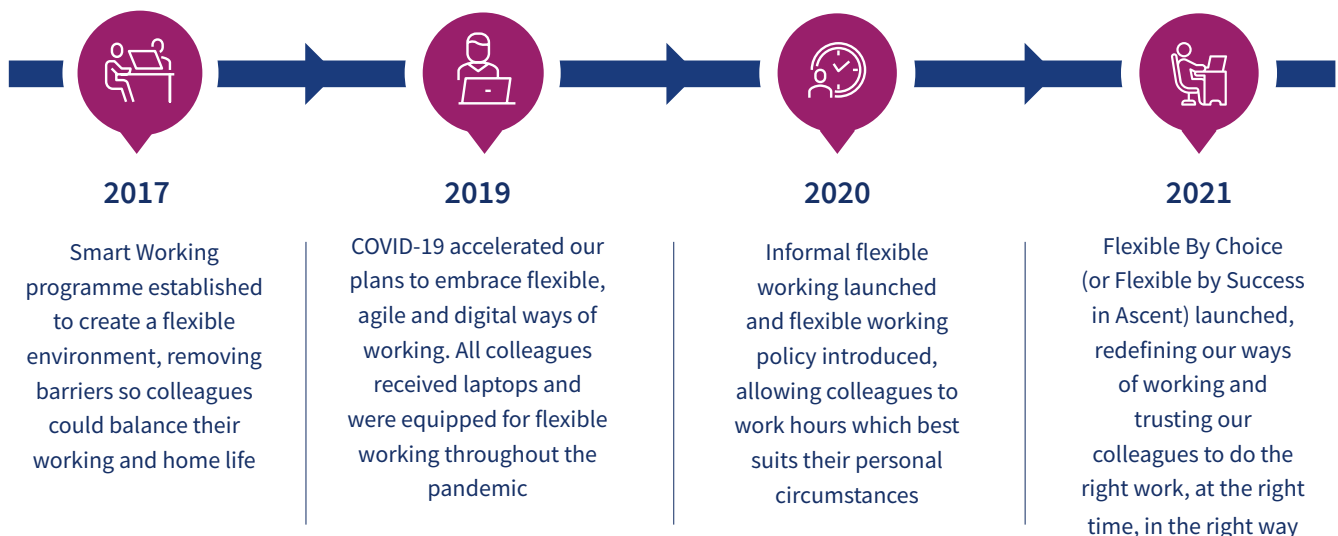 2017
Smart Working
programme established
to create a flexible
environment, removing
barriers so colleagues
could balance their
working and home life
2019
COVID-19 accelerated our
plans to embrace flexible,
agile and digital ways of
working. All colleagues
received laptops and
were equipped for flexible
working throughout the
pandemic
2020
Informal flexible
working launched
and flexible working
policy introduced,
allowing colleagues to
work hours which best
suits their personal
circumstances
2021
Flexible By Choice
(or Flexible by Success
in Ascent) launched,
redefining our ways
of working and
trusting our
colleagues to do the
right work, at the right
time, in the right way